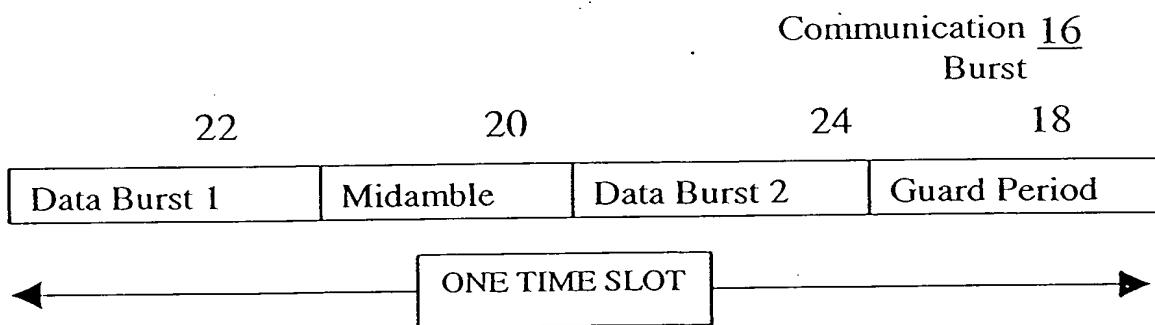 Communication 16
Burst
22 20 24 18
Data Burst 1 Midamble Data Burst 2 Guard Period
ONE TIME SLOT